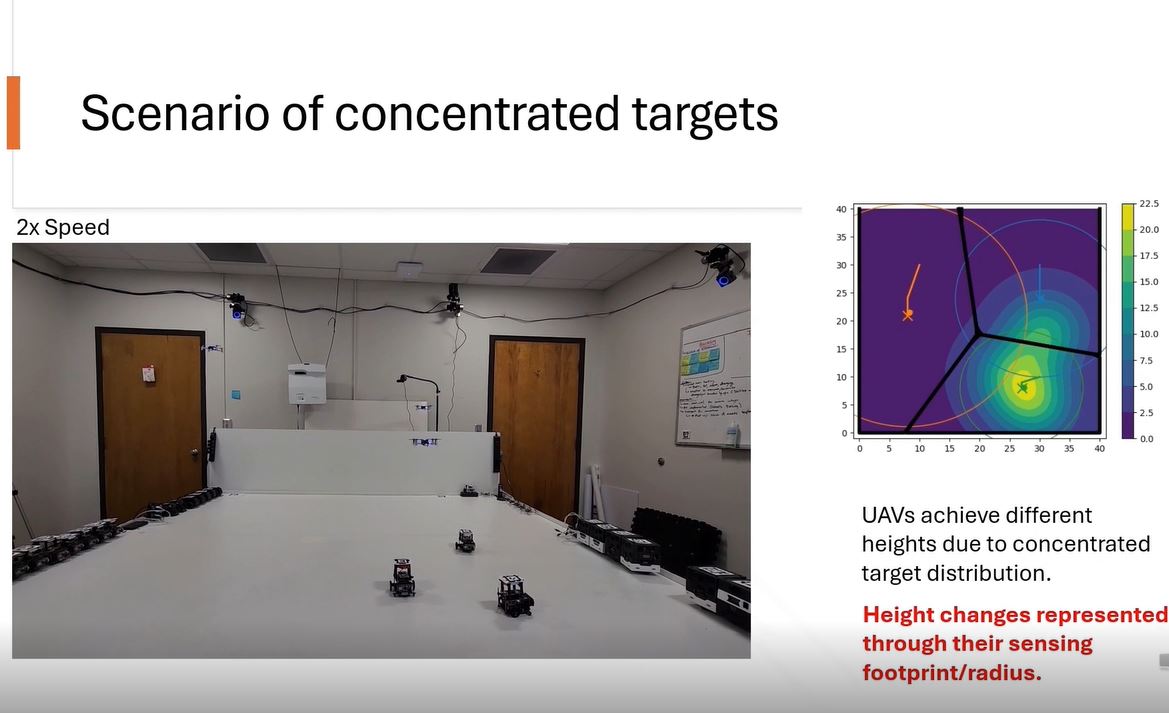 Scenario of concentrated targets
2x Speed
40
35
30
25
20
15
10
5
0
0 5 10 15 20 25 30 35 40
22.5
20.0
17.5
15.0
12.5
10.0
7.5
5.0
2.5
0.0
UAVs achieve different
heights due to concentrated
target distribution.
Height changes represented
through their sensing
footprint/radius.